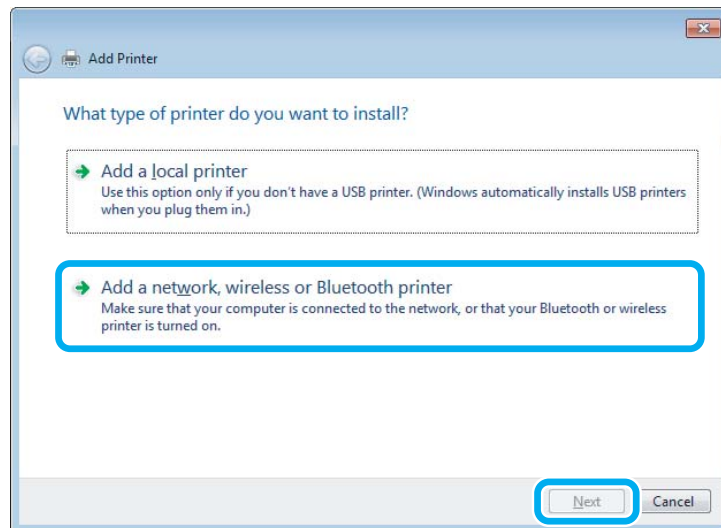 Add Printer
What type of printer do you want to install?
Add a local printer
Use this option only if you don't have a USB printer. (Windows automatically installs USB printers
when you plug them in.)
Add a network, wireless or Bluetooth printer
Make sure that your computer is connected to the network, or that your Bluetooth or wireless
printer is turned on.
Next Cancel